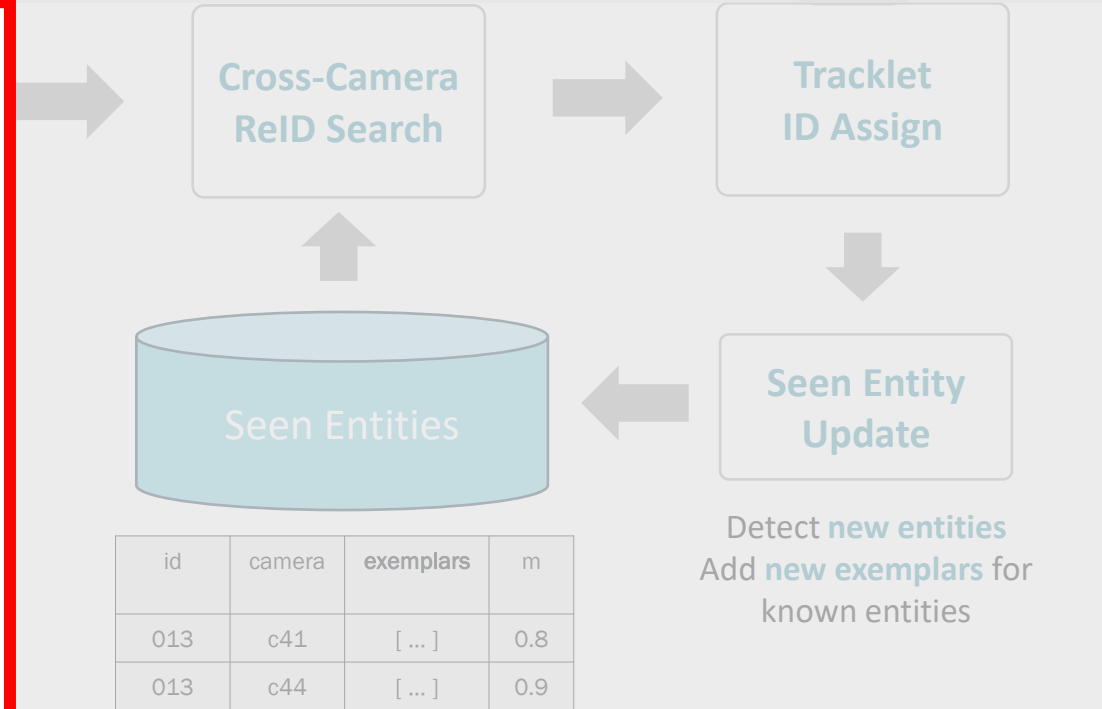 Cross-Camera
ReID Search
Tracklet
ID Assign
Seen Entities
Seen Entity
Update
Detect new entities
Add new exemplars for
known entities
id camera exemplars m
013 c41 [ ... ] 0.8
013 c44 [ ... ] 0.9